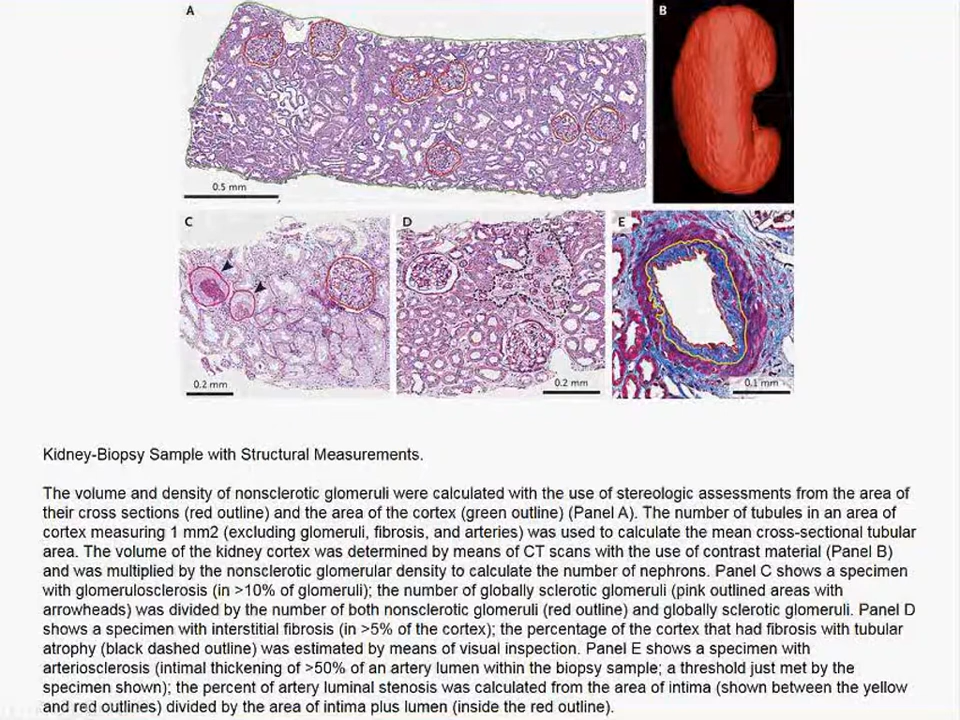 A
B
0.5 mm
C
D
E
0.2 mm
0.2 mm
0.1 mm
Kidney-Biopsy Sample with Structural Measurements.
The volume and density of nonsclerotic glomeruli were calculated with the use of stereologic assessments from the area of
their cross sections (red outline) and the area of the cortex (green outline) (Panel A). The number of tubules in an area of
cortex measuring 1 mm2 (excluding glomeruli, fibrosis, and arteries) was used to calculate the mean cross-sectional tubular
area. The volume of the kidney cortex was determined by means of CT scans with the use of contrast material (Panel B)
and was multiplied by the nonsclerotic glomerular density to calculate the number of nephrons. Panel C shows a specimen
with glomerulosclerosis (in >10% of glomeruli); the number of globally sclerotic glomeruli (pink outlined areas with
arrowheads) was divided by the number of both nonsclerotic glomeruli (red outline) and globally sclerotic glomeruli. Panel D
shows a specimen with interstitial fibrosis (in >5% of the cortex); the percentage of the cortex that had fibrosis with tubular
atrophy (black dashed outline) was estimated by means of visual inspection. Panel E shows a specimen with
arteriosclerosis (intimal thickening of >50% of an artery lumen within the biopsy sample; a threshold just met by the
specimen shown); the percent of artery luminal stenosis was calculated from the area of intima (shown between the yellow
and red outlines) divided by the area of intima plus lumen (inside the red outline).